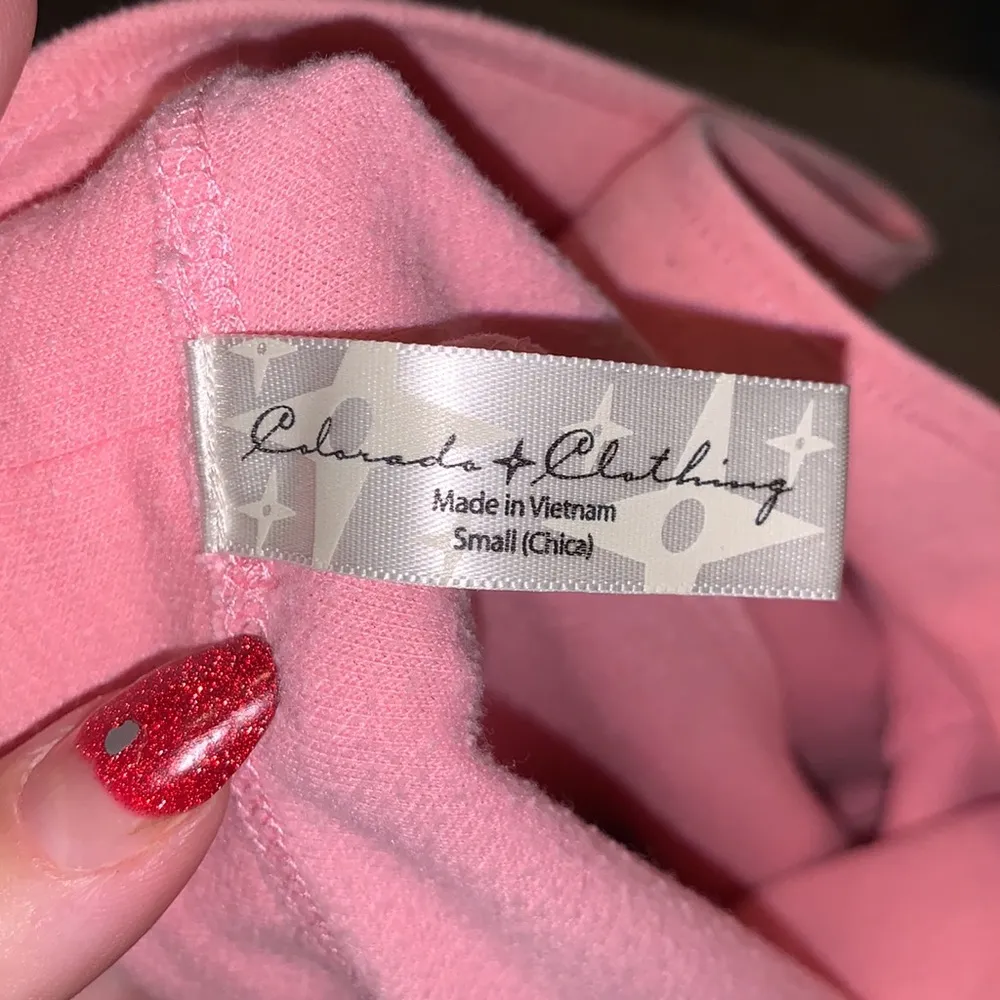 Colorado Clothing
Made in Vietnam
Small (Chica)